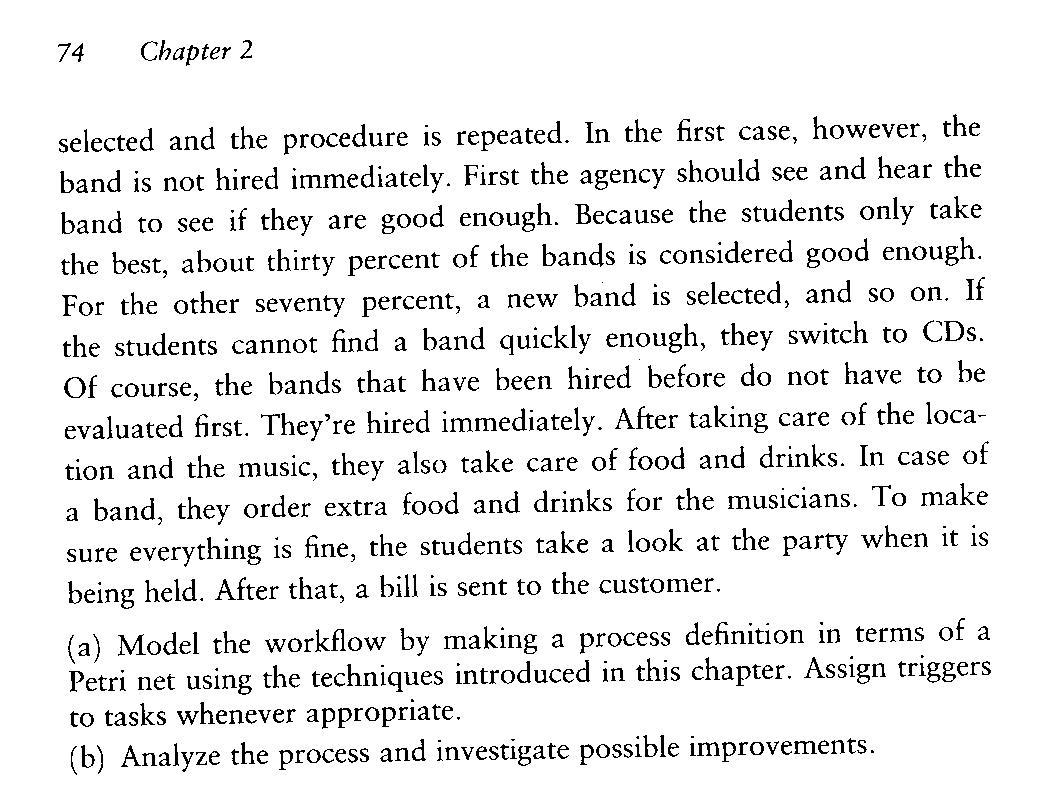 74 Chapter 2
selected and the procedure is repeated. In the first case, however, the
band is not hired immediately. First the agency should see and hear the
band to see if they are good enough. Because the students only take
the best, about thirty percent of the bands is considered good enough.
For the other seventy percent, a new band is selected, and so on. If
the students cannot find a band quickly enough, they switch to CDs.
Of course, the bands that have been hired before do not have to be
evaluated first. They're hired immediately. After taking care of the loca-
tion and the music, they also take care of food and drinks. In case of
a band, they order extra food and drinks for the musicians. To make
sure everything is fine, the students take a look at the party when it is
being held. After that, a bill is sent to the customer.
(a) Model the workflow by making a process definition in terms of a
Petri net using the techniques introduced in this chapter. Assign triggers
to tasks whenever appropriate.
(b) Analyze the process and investigate possible improvements.